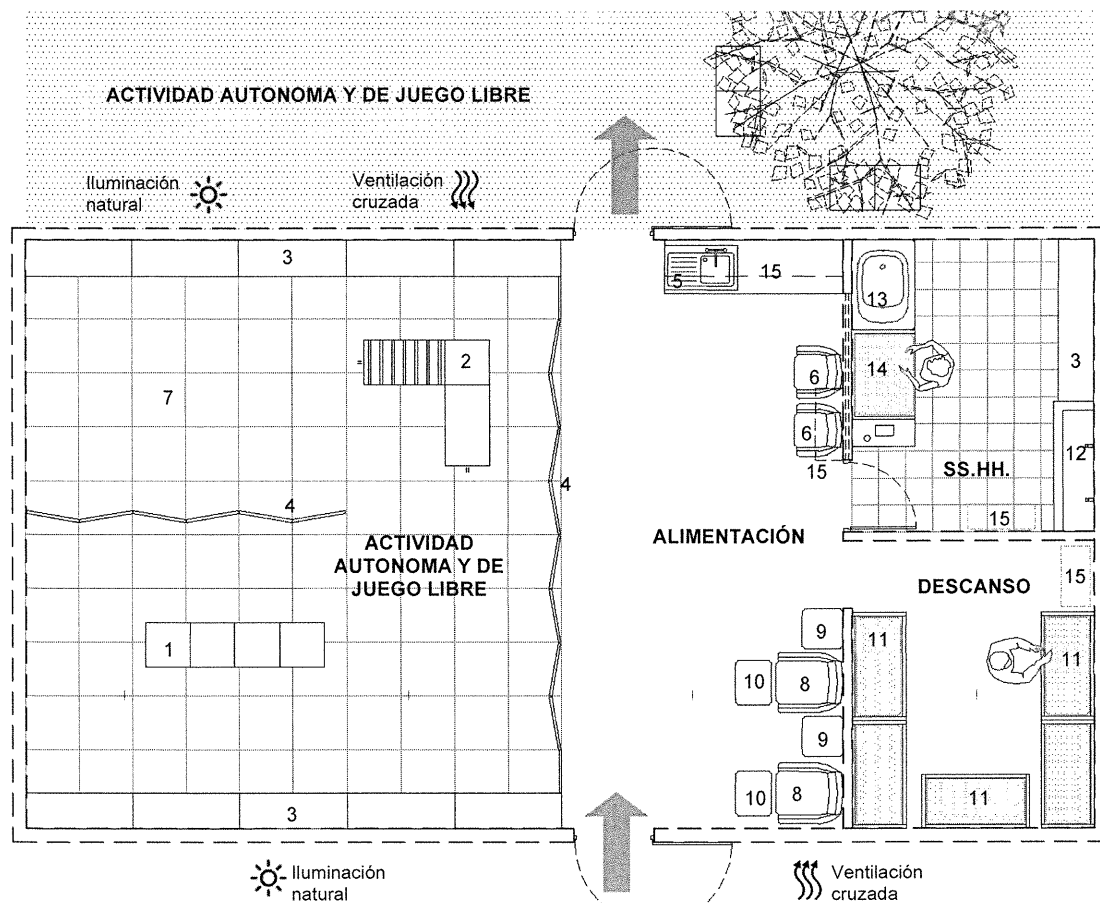 ACTIVIDAD AUTONOMA Y DE JUEGO LIBRE
Iluminación
natural
Ventilación
cruzada
3
5
15
13
2
7
6
14
3
6
12
15
SS.HH.
4
4
15
ACTIVIDAD
AUTONOMA Y DE
JUEGO LIBRE
ALIMENTACIÓN
DESCANSO
15
1
9
11
11
10
8
9
10
8
11
3
Iluminación
natural
Ventilación
cruzada